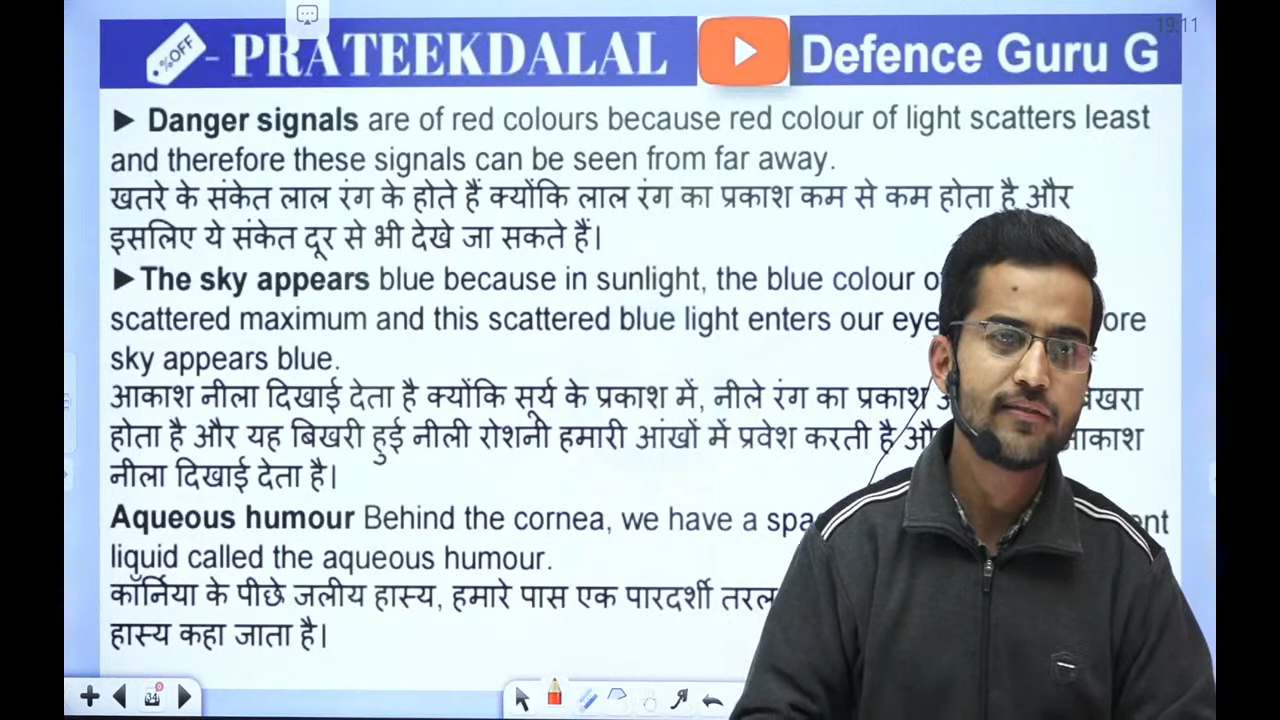 19:11
%OFF - PRATEEKDALAL Defence Guru G
► Danger signals are of red colours because red colour of light scatters least
and therefore these signals can be seen from far away.
खतरे के संकेत लाल रंग के होते हैं क्योंकि लाल रंग का प्रकाश कम से कम होता है और
इसलिए ये संकेत दूर से भी देखे जा सकते हैं।
►The sky appears blue because in sunlight, the blue colour
scattered maximum and this scattered blue light enters our
sky appears blue.
आकाश नीला दिखाई देता है क्योंकि सूर्य के प्रकाश में, नीले रंग का प्रकाश
होता है और यह बिखरी हुई नीली रोशनी हमारी आंखों में प्रवेश करती है
नीला दिखाई देता है।
Aqueous humour Behind the cornea, we have a
liquid called the aqueous humour.
कॉर्निया के पीछे जलीय हास्य, हमारे पास एक पारदर्शी तरल
हास्य कहा जाता है।
34